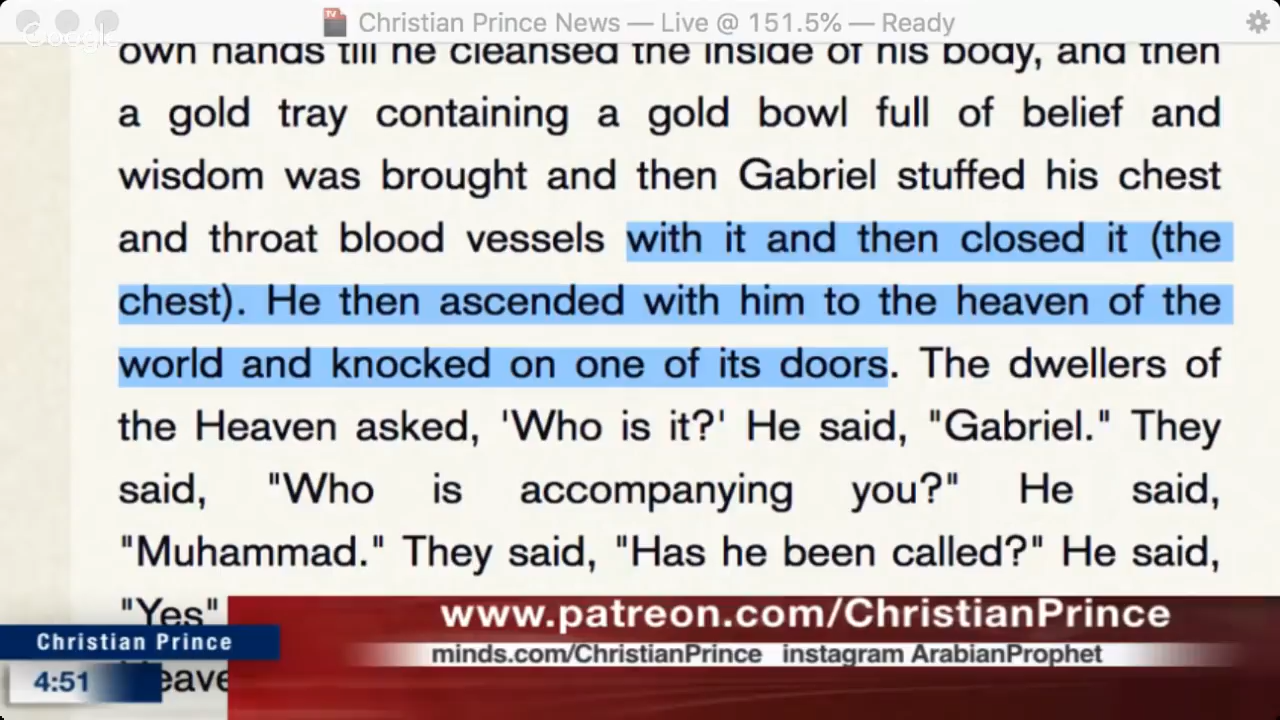 Christian Prince News — Live @ 151.5% — Ready
Google
own hands till he cleansed the inside of his body, and then
a gold tray containing a gold bowl full of belief and
wisdom was brought and then Gabriel stuffed his chest
and throat blood vessels with it and then closed it (the
chest). He then ascended with him to the heaven of the
world and knocked on one of its doors. The dwellers of
the Heaven asked, 'Who is it?' He said, "Gabriel." They
said, "Who is accompanying you?" He said,
"Muhammad." They said, "Has he been called?" He said,
"Yes"
www.patreon.com/ChristianPrince
Christian Prince
minds.com/ChristianPrince instagram ArabianProphet
4:51